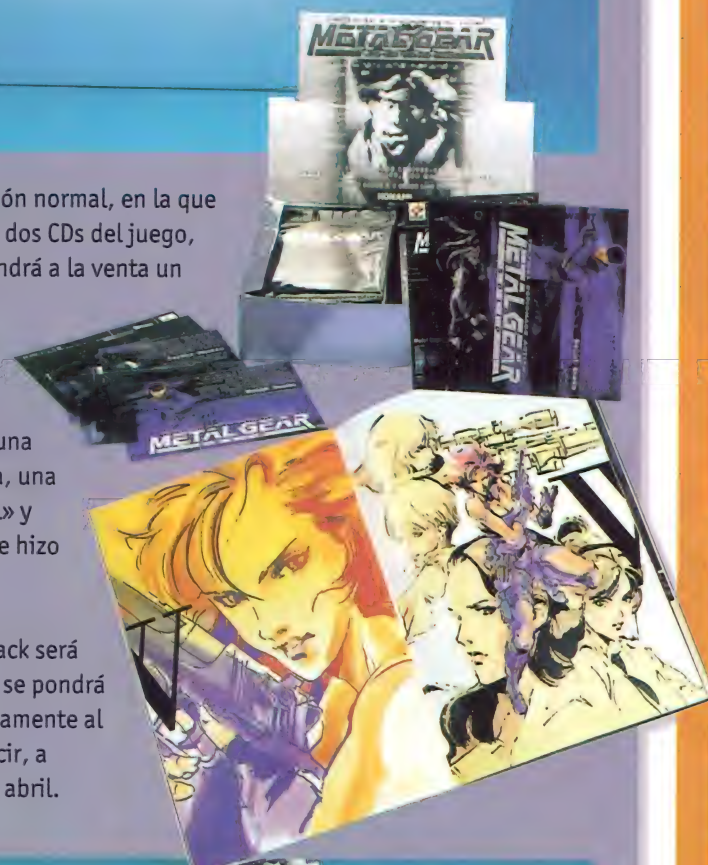 METAL GEAR
ón normal, en la que
dos CDs del juego,
ndrá a la venta un
KONAMI
METAL GEAR
METAL GEAR
una
a, una
» y
e hizo
ack será
se pondrá
amente al
cir, a
abril.